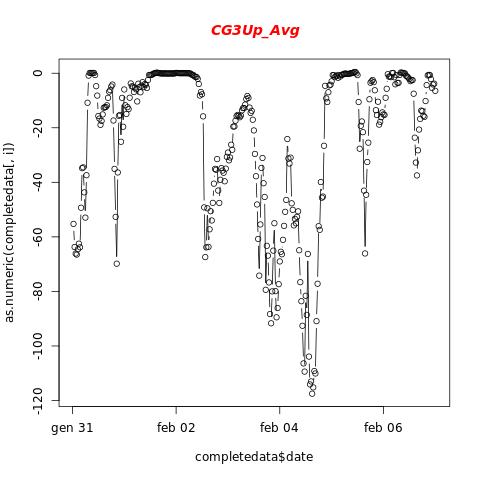 CG3Up_Avg
as.numeric(completedata[, i])
0
-20
-40
-60
-80
-100
-120
gen 31
feb 02
feb 04
feb 06
completedata$date